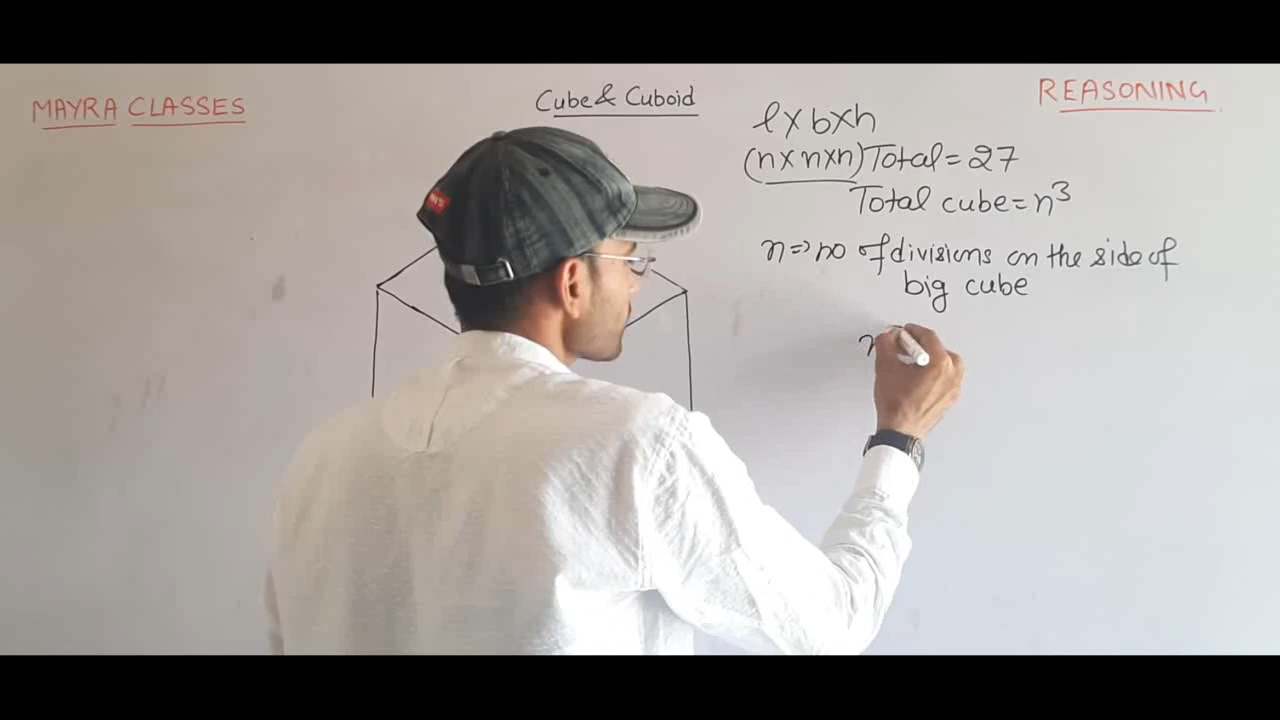 MAYRA CLASSES
Cube & Cuboid
REASONING
l×b×h
(n×n×n) Total = 27
Total cube = n³
n => no of divisions on the side of
big cube
n